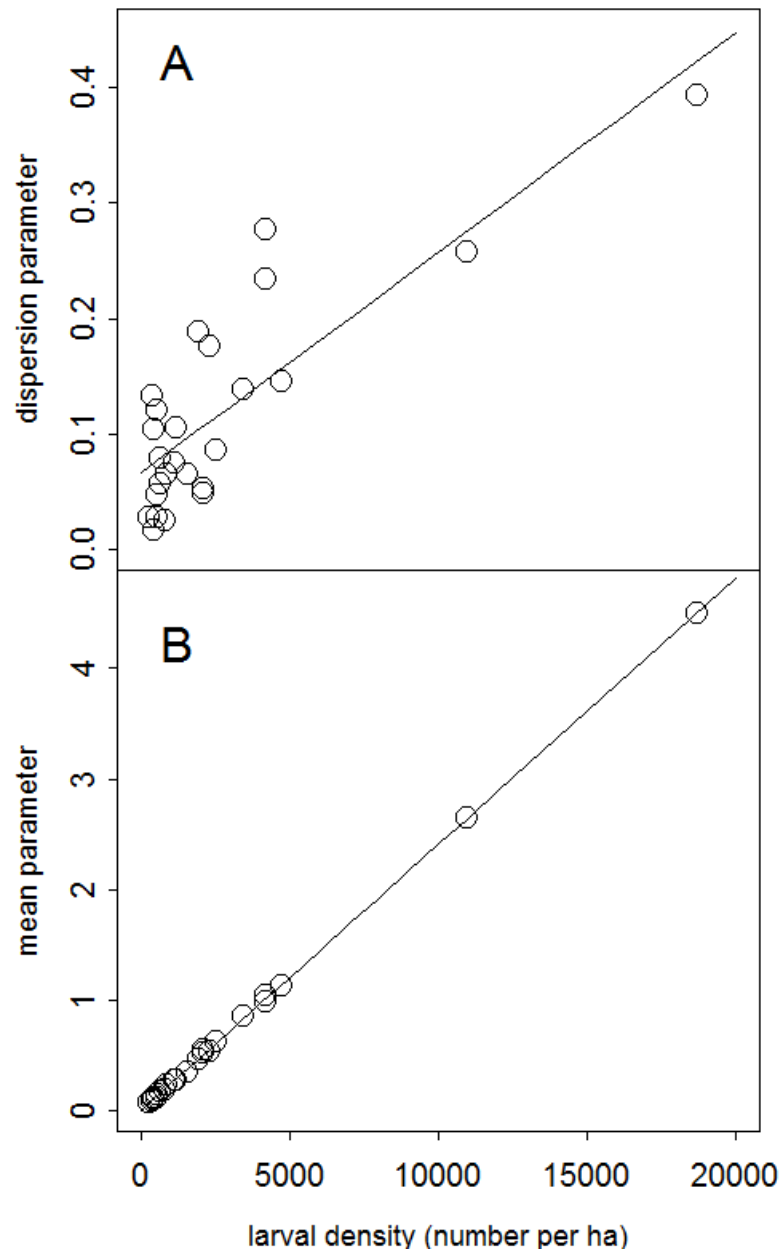 A
0.4
0.3
0.2
0.1
0.0
dispersion parameter
B
4
3
2
1
0
mean parameter
0 5000 10000 15000 20000
larval density (number per ha)